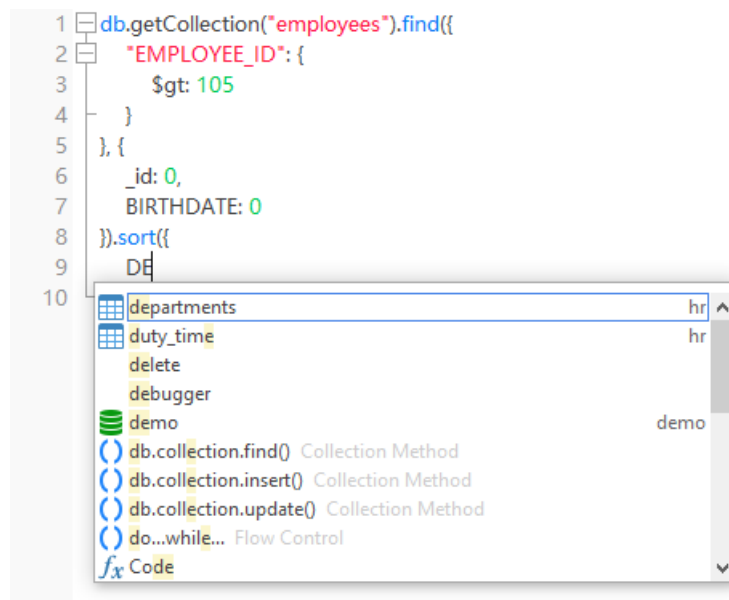 1 db.getCollection("employees").find({
2 "EMPLOYEE_ID": {
3 $gt: 105
4 }
5 }, {
6 _id: 0,
7 BIRTHDATE: 0
8 }).sort({
9 DE
10
departments hr
duty_time hr
delete
debugger
demo demo
db.collection.find() Collection Method
db.collection.insert() Collection Method
db.collection.update() Collection Method
do...while... Flow Control
fx Code